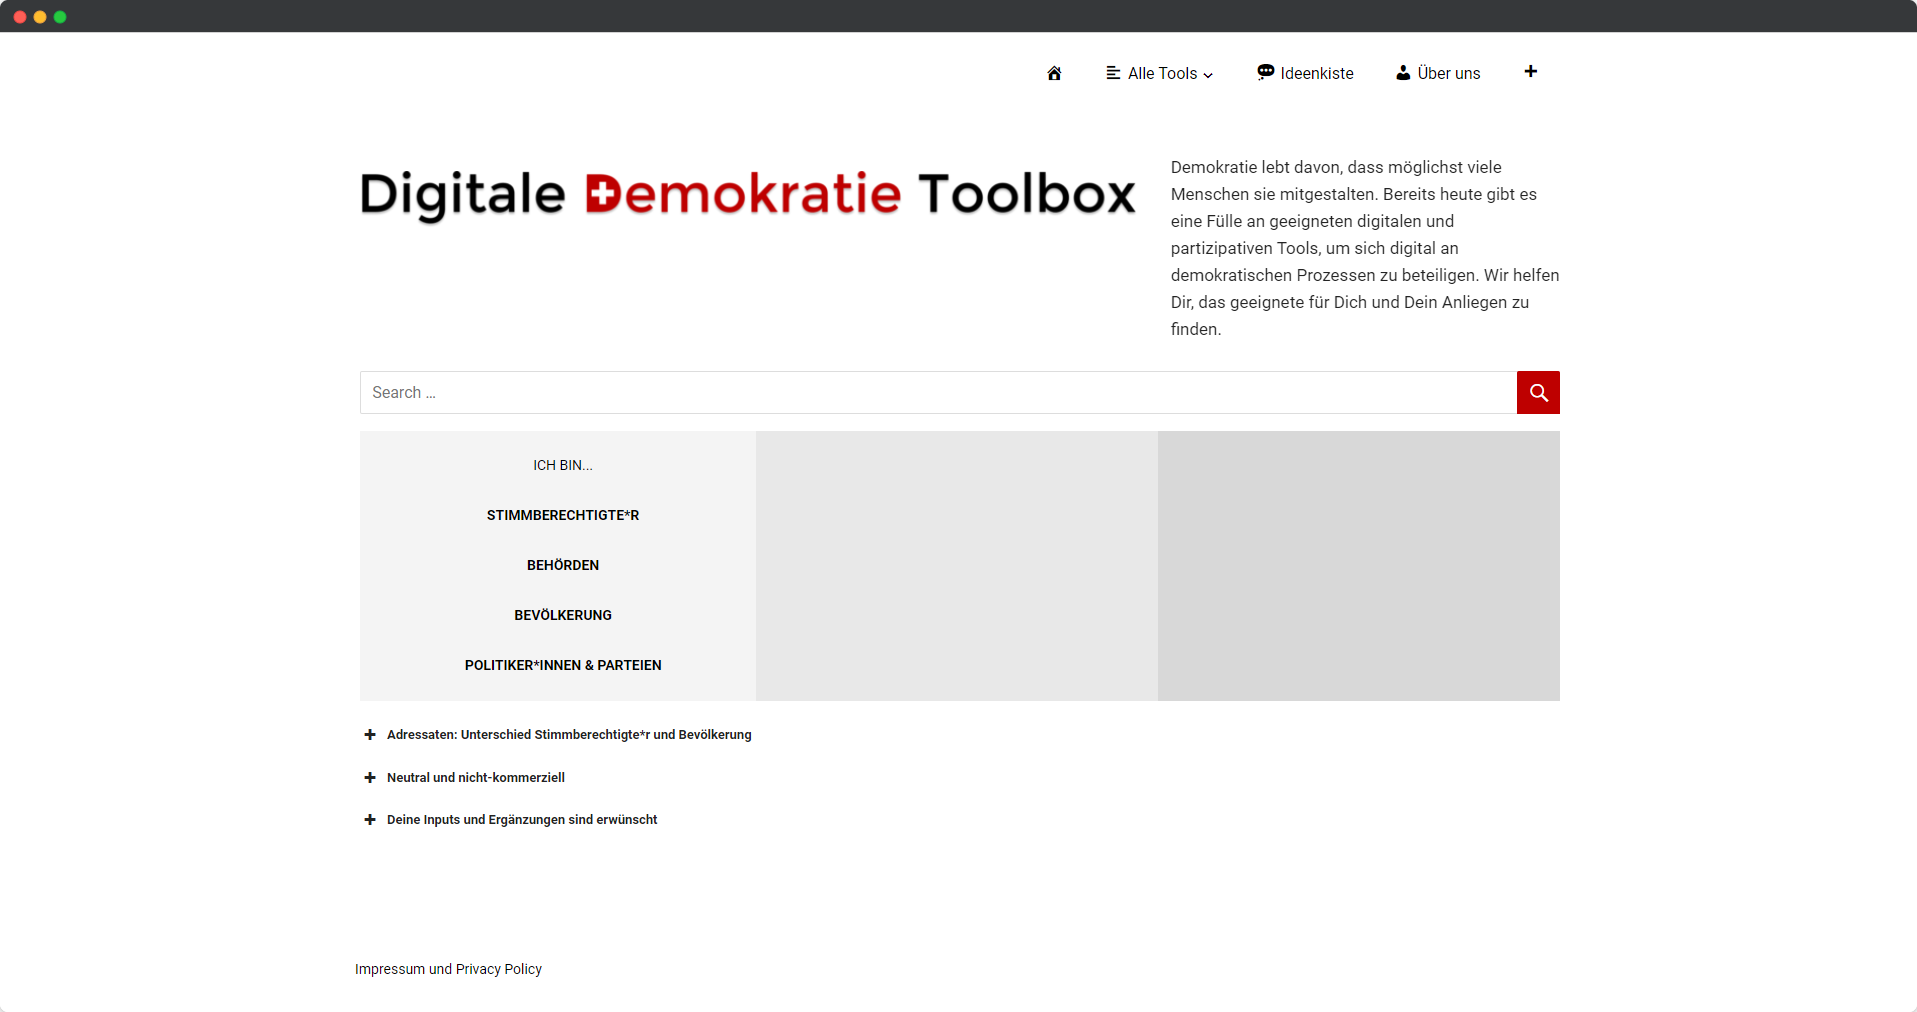 Alle Tools
Ideenkiste
Über uns
Digitale Demokratie Toolbox
Demokratie lebt davon, dass möglichst viele
Menschen sie mitgestalten. Bereits heute gibt es
eine Fülle an geeigneten digitalen und
partizipativen Tools, um sich digital an
demokratischen Prozessen zu beteiligen. Wir helfen
Dir, das geeignete für Dich und Dein Anliegen zu
finden.
Search …
ICH BIN...
STIMMBERECHTIGTE*R
BEHÖRDEN
BEVÖLKERUNG
POLITIKER*INNEN & PARTEIEN
Adressaten: Unterschied Stimmberechtigte*r und Bevölkerung
Neutral und nicht-kommerziell
Deine Inputs und Ergänzungen sind erwünscht
Impressum und Privacy Policy